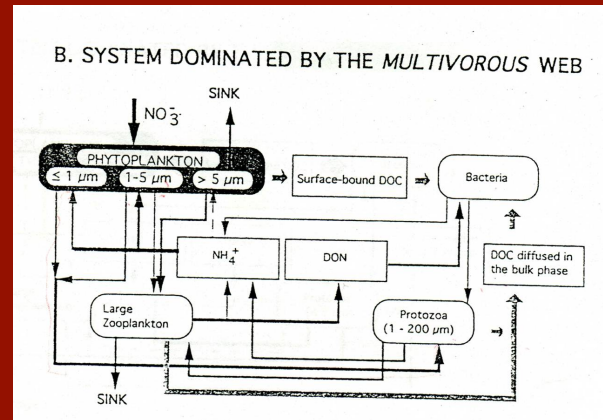 B. SYSTEM DOMINATED BY THE MULTIVOROUS WEB
SINK
NO₃⁻
PHYTOPLANKTON
≤ 1 µm 1-5 µm > 5 µm
Surface-bound DOC
Bacteria
NH₄⁺
DON
DOC diffused in
the bulk phase
Large
Zooplankton
Protozoa
(1 - 200 µm)
SINK